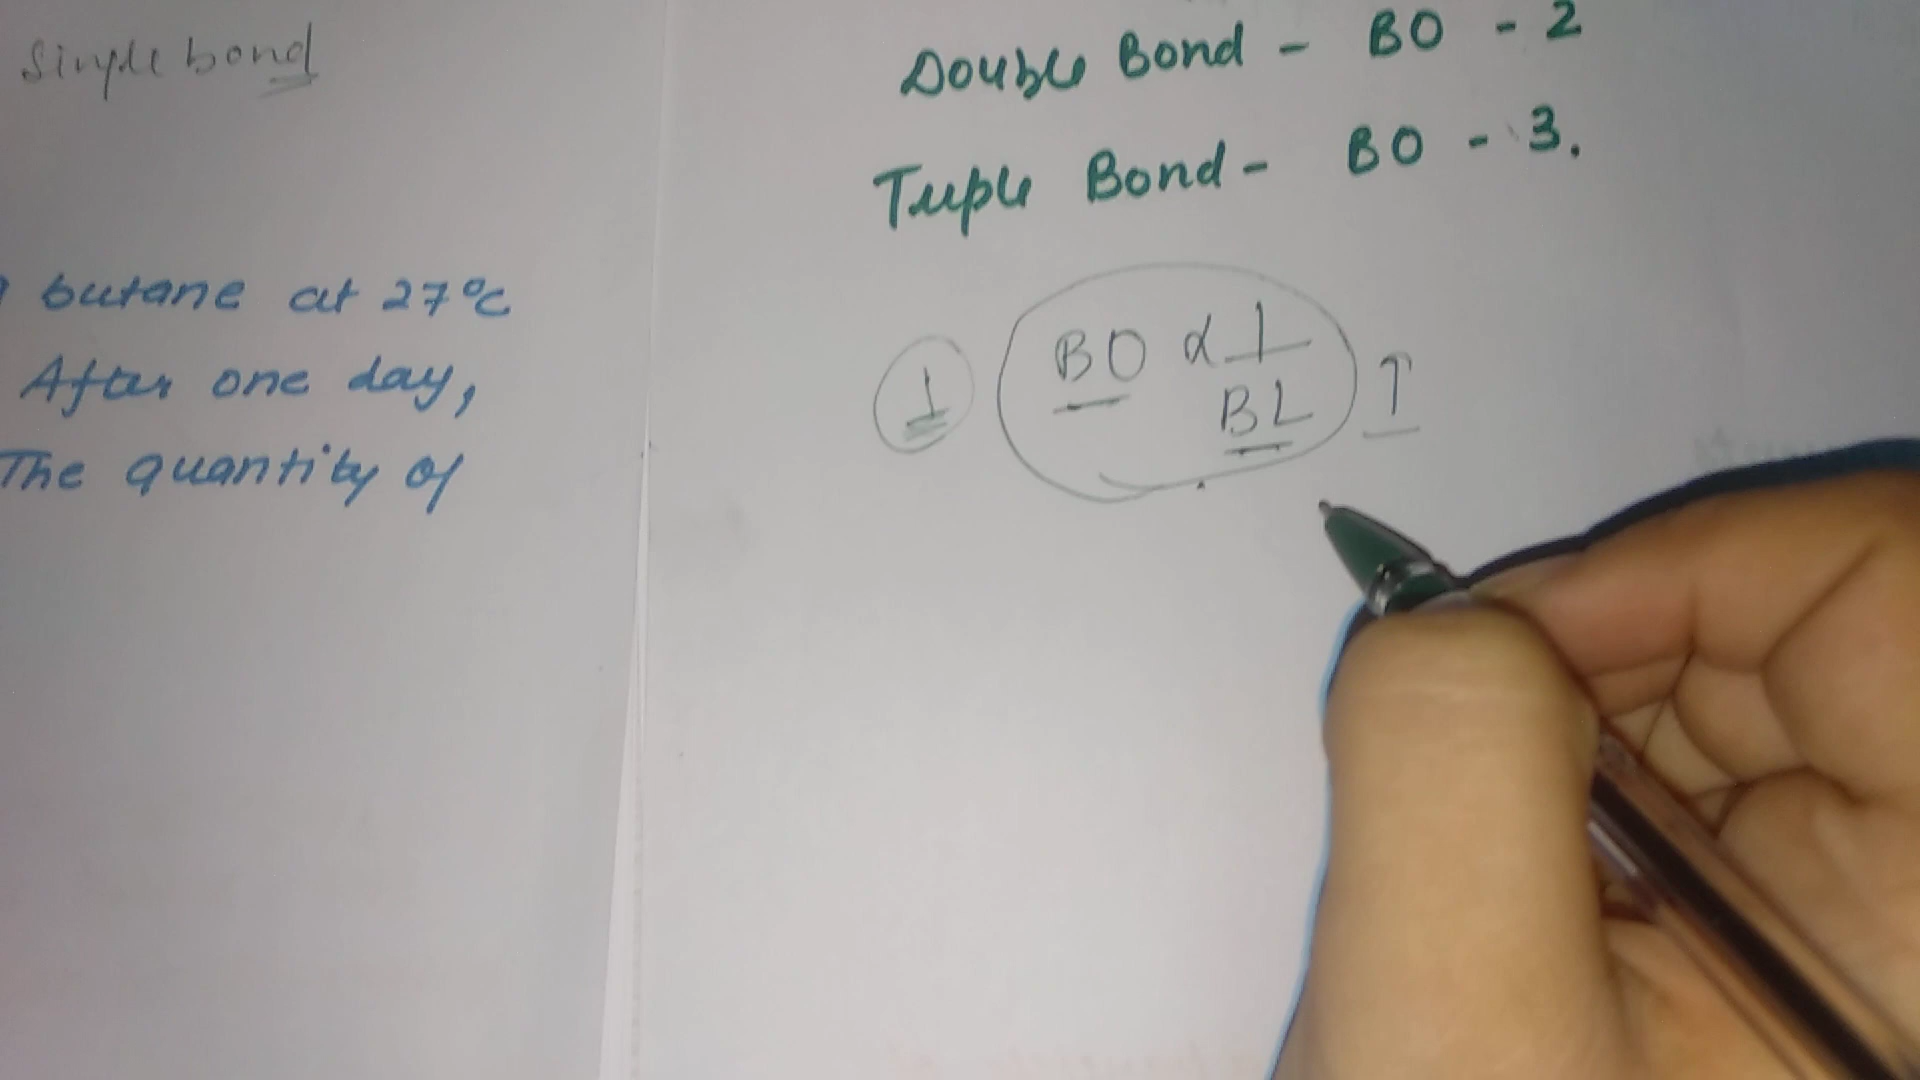 Single bond
butane at 27°C
After one day,
The quantity of
Double Bond - BO - 2
Triple Bond - BO - 3.
1 BO α 1/BL ↑